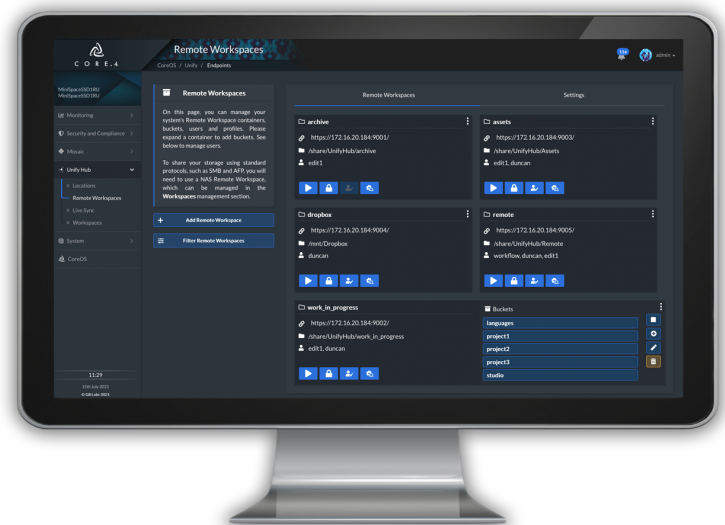 CORE.4
Remote Workspaces
CoreOS / Unify / Endpoints
admin
MiniSpaceSSD1RU
MiniSpaceSSD1RU
Monitoring
Security and Compliance
Mosaic
Unify Hub
Locations
Remote Workspaces
Live Sync
Workspaces
System
CoreOS
11:29
15th July 2021
© GB Labs 2021
Remote Workspaces
On this page, you can manage your
system's Remote Workspace containers,
buckets, users and profiles. Please
expand a container to add buckets. See
below to manage users.
To share your storage using standard
protocols, such as SMB and AFP, you will
need to use a NAS Remote Workspace,
which can be managed in the
Workspaces management section.
Add Remote Workspace
Filter Remote Workspaces
Remote Workspaces
Settings
archive
https://172.16.20.184:9001/
/share/UnifyHub/archive
edit1
assets
https://172.16.20.184:9003/
/share/UnifyHub/Assets
edit1, duncan
dropbox
https://172.16.20.184:9004/
/mnt/Dropbox
duncan
remote
https://172.16.20.184:9005/
/share/UnifyHub/Remote
workflow, duncan, edit1
work_in_progress
https://172.16.20.184:9002/
/share/UnifyHub/work_in_progress
edit1, duncan
Buckets
languages
project1
project2
project3
studio